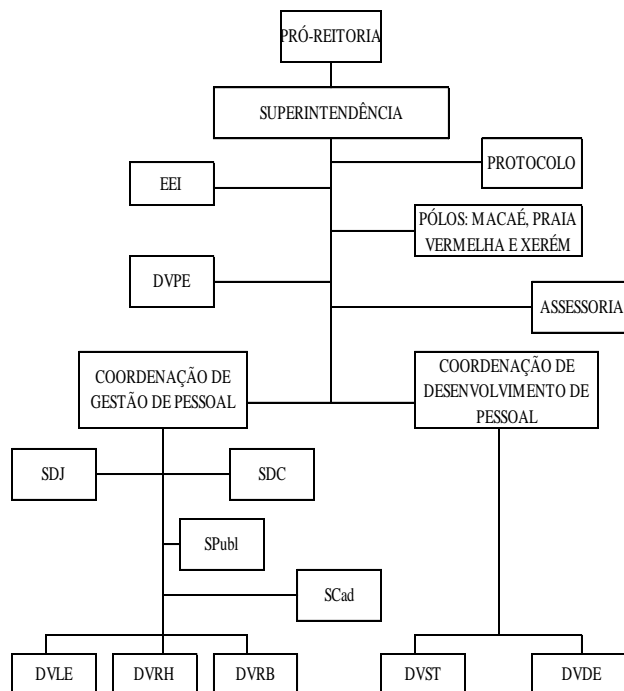 PRÓ-REITORIA
SUPERINTENDÊNCIA
PROTOCOLO
EEI
PÓLOS: MACAÉ, PRAIA
VERMELHA E XERÉM
DVPE
ASSESSORIA
COORDENAÇÃO DE
GESTÃO DE PESSOAL
COORDENAÇÃO DE
DESENVOLVIMENTO DE
PESSOAL
SDJ
SDC
SPubl
SCad
DVLE
DVRH
DVRB
DVST
DVDE